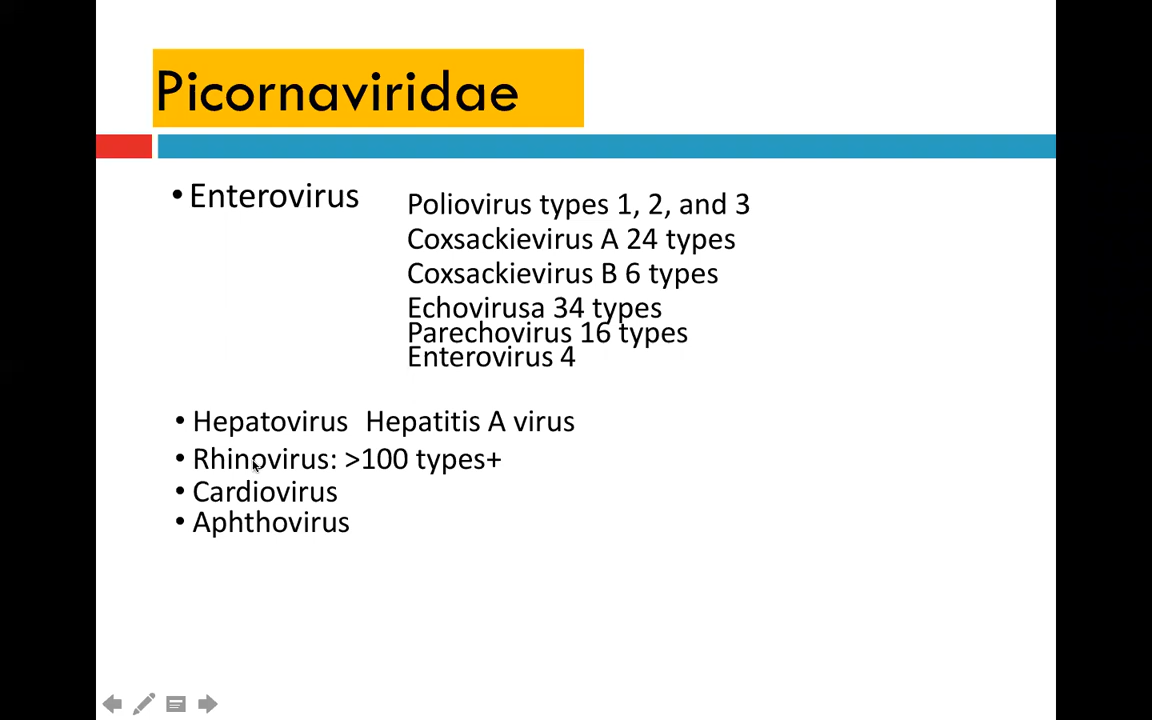 Picornaviridae
•Enterovirus
Poliovirus types 1, 2, and 3
Coxsackievirus A 24 types
Coxsackievirus B 6 types
Echovirusa 34 types
Parechovirus 16 types
Enterovirus 4
• Hepatovirus  Hepatitis A virus
• Rhinovirus: >100 types+
• Cardiovirus
• Aphthovirus